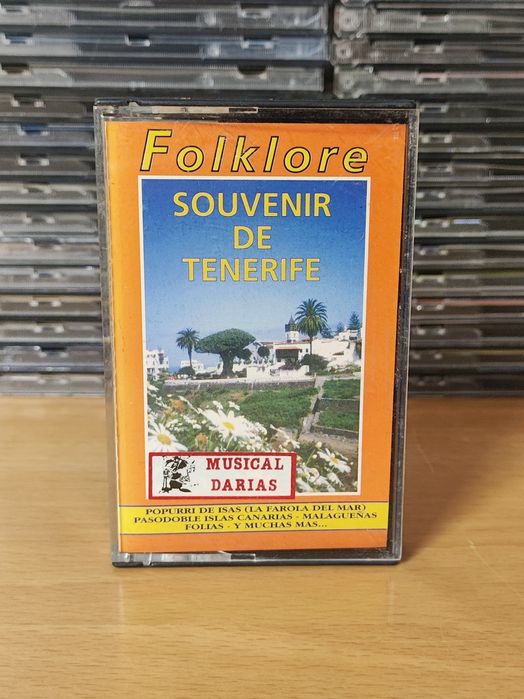 Folklore
SOUVENIR
DE
TENERIFE
MUSICAL
DARIAS
POPURRI DE ISAS (LA FAROLA DEL MAR)
PASODOBLE ISLAS CANARIAS - MALAGUEÑAS
FOLIAS - Y MUCHAS MAS...